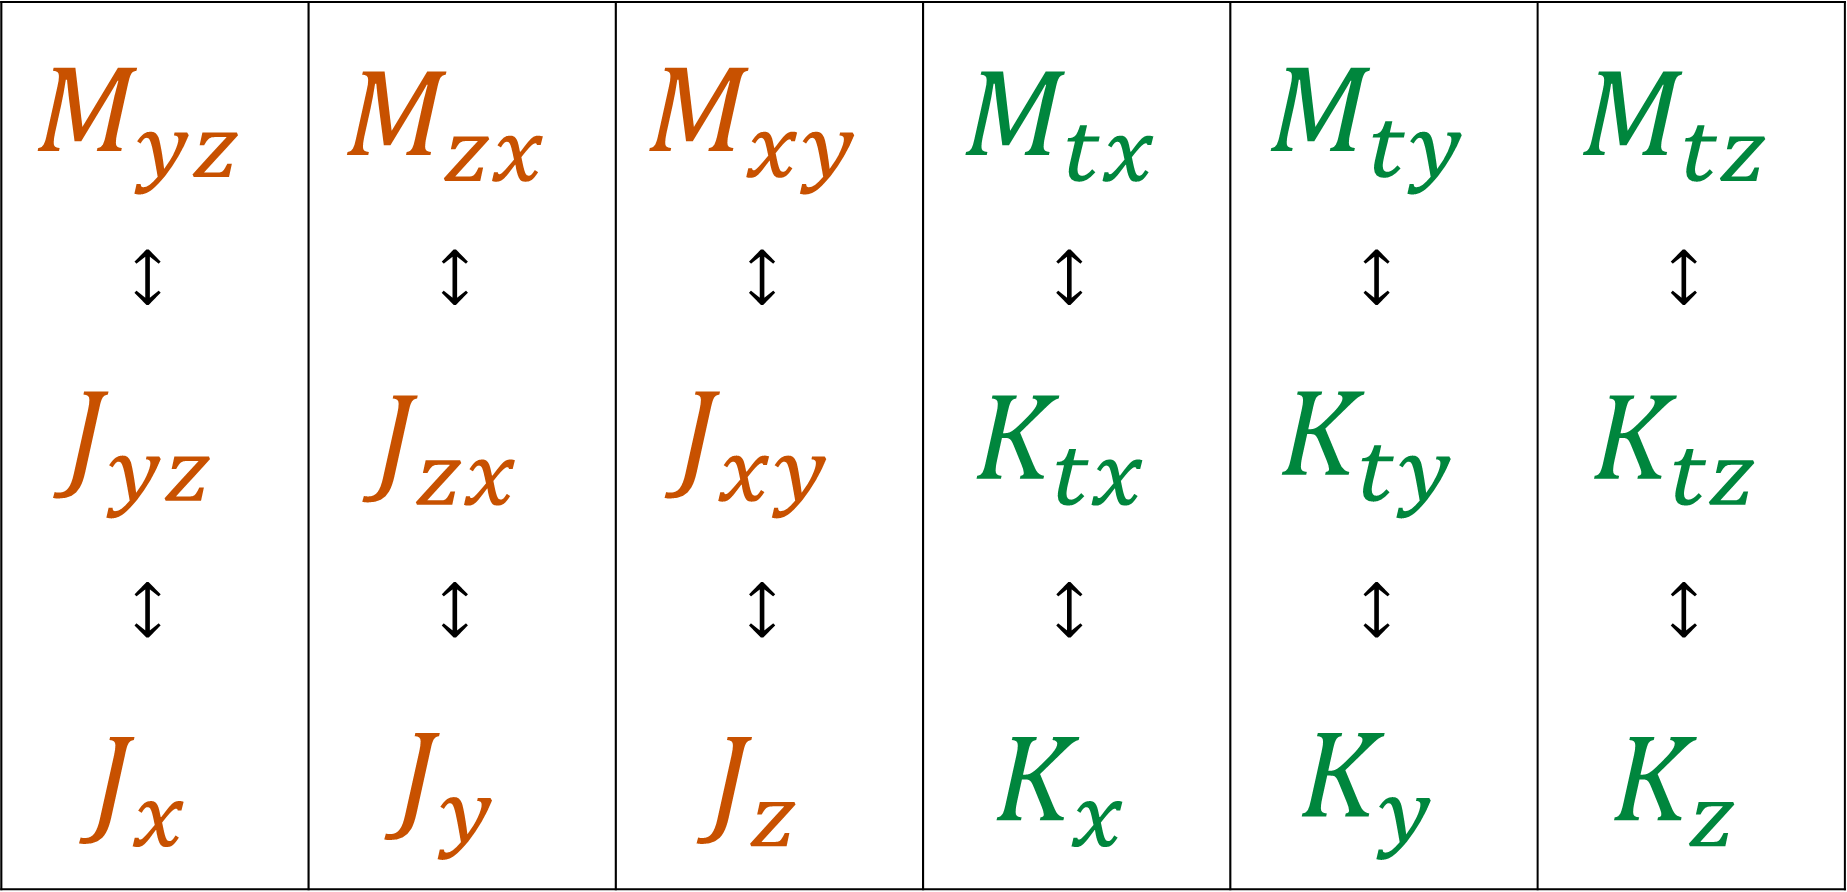 M_yz M_zx M_xy M_tx M_ty M_tz
↕ ↕ ↕ ↕ ↕ ↕
J_yz J_zx J_xy K_tx K_ty K_tz
↕ ↕ ↕ ↕ ↕ ↕
J_x J_y J_z K_x K_y K_z